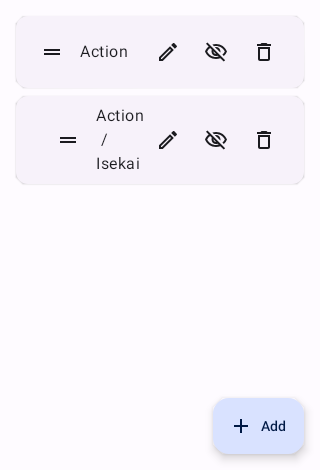 Action
Action
/
Isekai
Add